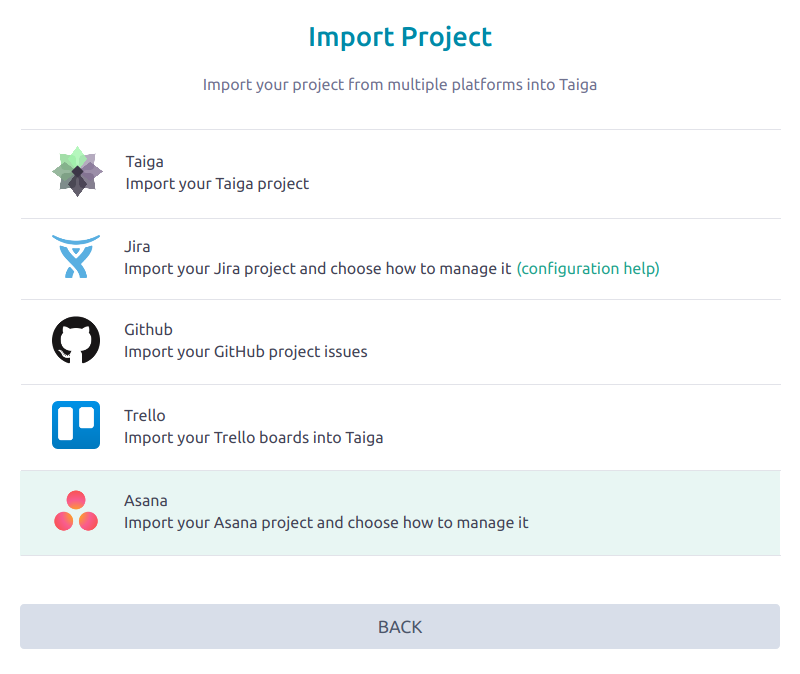 Import Project
Import your project from multiple platforms into Taiga
Taiga
Import your Taiga project
Jira
Import your Jira project and choose how to manage it (configuration help)
Github
Import your GitHub project issues
Trello
Import your Trello boards into Taiga
Asana
Import your Asana project and choose how to manage it
BACK